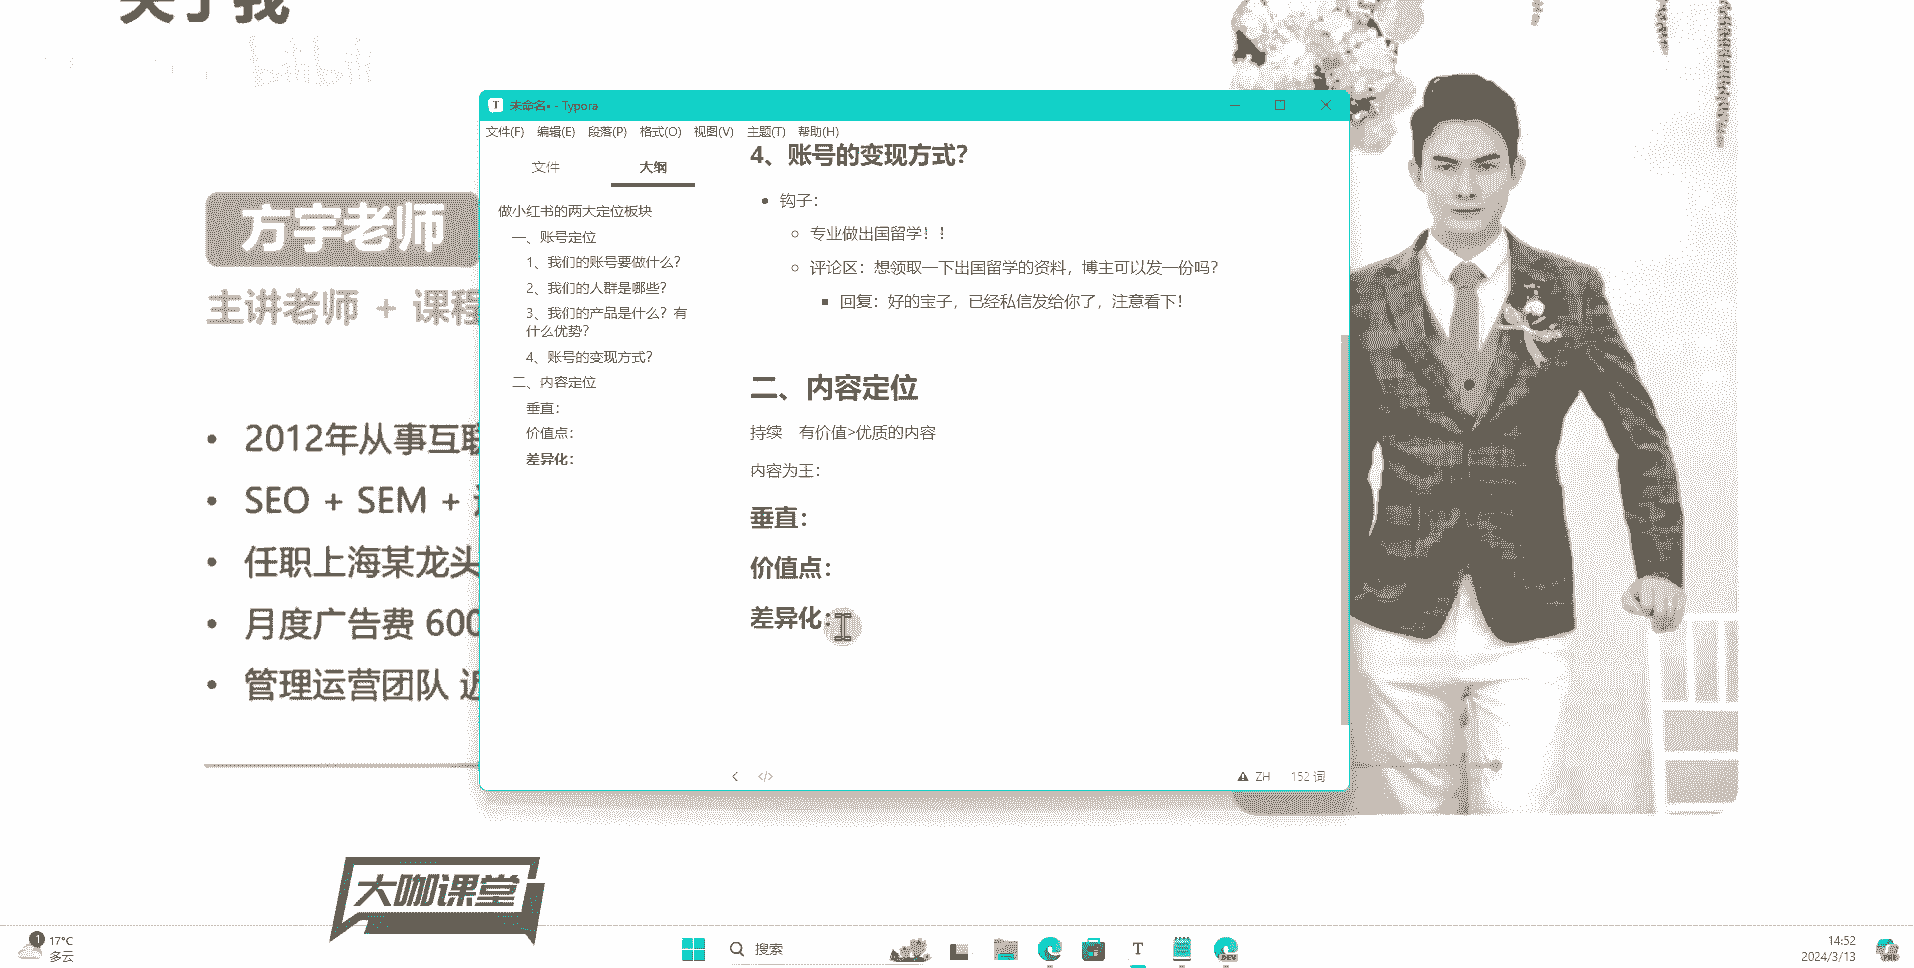 关于我
bilibili
方宇老师
主讲老师 + 课程
2012年从事互联
SEO + SEM +
任职上海某龙头
月度广告费 600
管理运营团队 近
未命名• - Typora
文件(F) 编辑(E) 段落(P) 格式(O) 视图(V) 主题(T) 帮助(H)
文件 大纲
做小红书的两大定位板块
一、账号定位
1、我们的账号要做什么?
2、我们的人群是哪些?
3、我们的产品是什么? 有
什么优势?
4、账号的变现方式?
二、内容定位
垂直:
价值点:
差异化:
4、账号的变现方式?
钩子:
专业做出国留学! !
评论区: 想领取一下出国留学的资料, 博主可以发一份吗?
回复: 好的宝子, 已经私信发给你了, 注意看下!
二、内容定位
持续 有价值>优质的内容
内容为王:
垂直:
价值点:
差异化:
ZH 152 词
大咖课堂
1
17°C
多云
搜索
T
DEV
14:52
2024/3/13
PRE